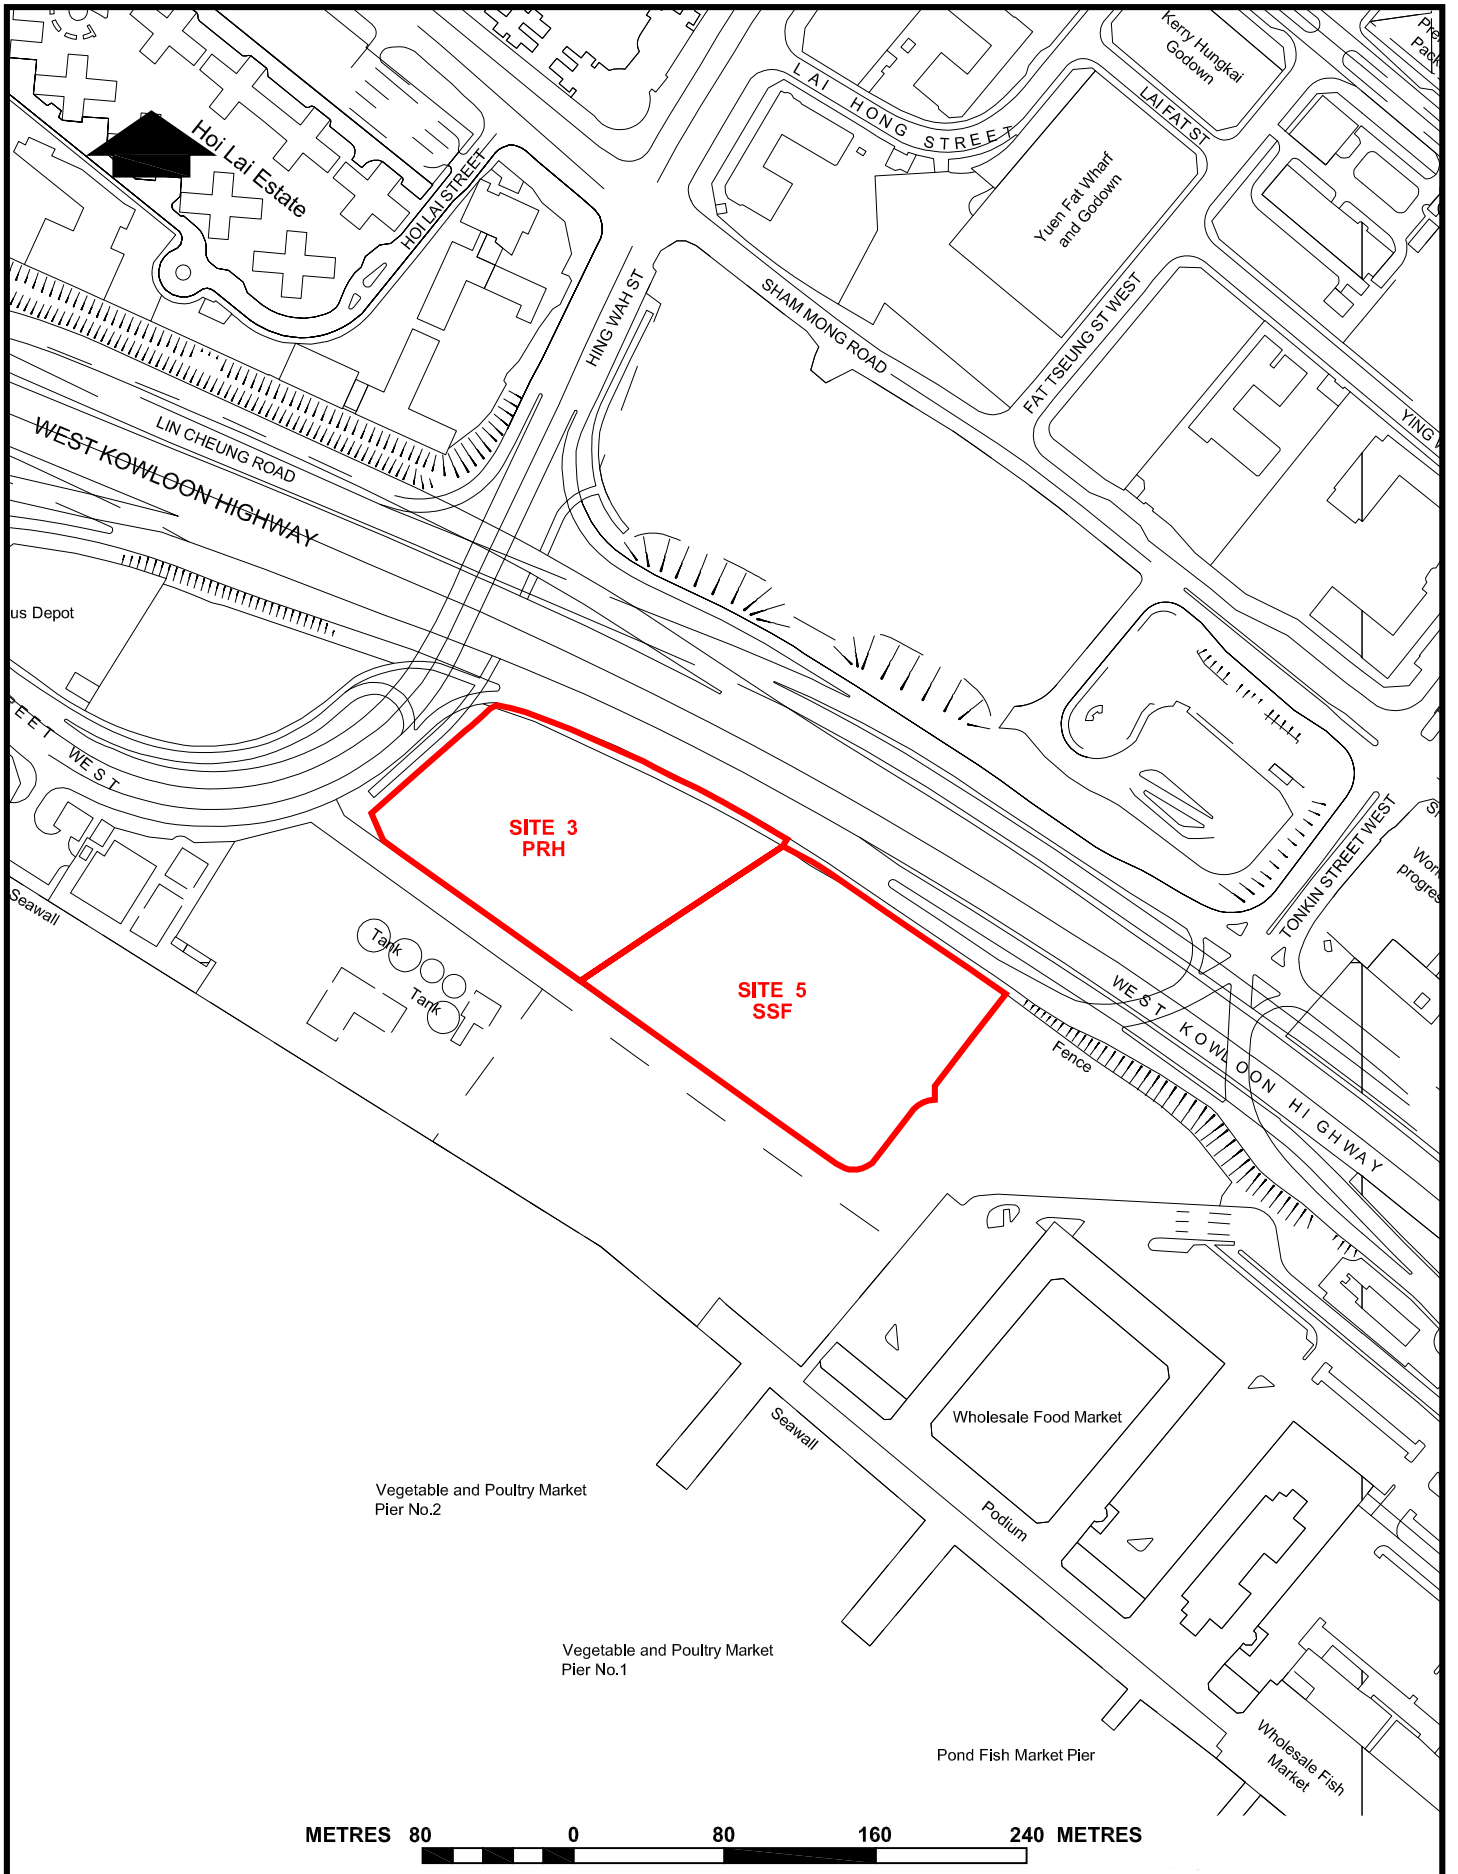 Kerry Hungkai
Godown
LAI HONG STREET
LAI FAT ST
Hoi Lai Estate
HOI LAI STREET
Yuen Fat Wharf
and Godown
HING WAH ST
SHAM MONG ROAD
FAT TSEUNG ST WEST
YING
LIN CHEUNG ROAD
WEST KOWLOON HIGHWAY
us Depot
REET WEST
SITE 3
PRH
TONKIN STREET WEST
Seawall
Tank
Tank
SITE 5
SSF
WEST KOWLOON HIGHWAY
Fence
Wholesale Food Market
Seawall
Vegetable and Poultry Market
Pier No.2
Podium
Vegetable and Poultry Market
Pier No.1
Pond Fish Market Pier
Wholesale Fish
Market
METRES 80 0 80 160 240 METRES